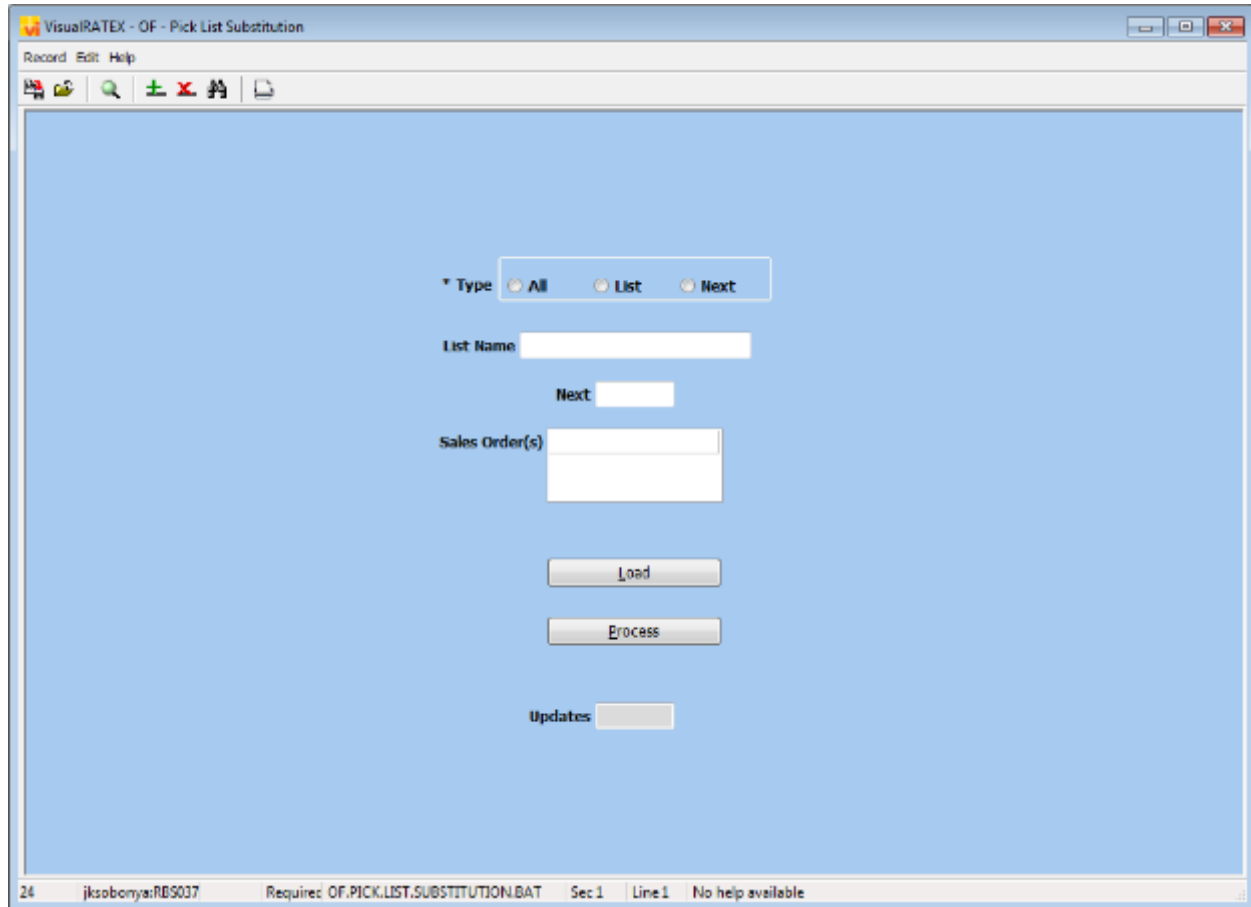 VisualRATEX - OF - Pick List Substitution
Record Edit Help
* Type All List Next
List Name
Next
Sales Order(s)
Load
Process
Updates
24 jksobonya:RBS037 Required OF.PICK.LIST.SUBSTITUTION.BAT Sec 1 Line 1 No help available